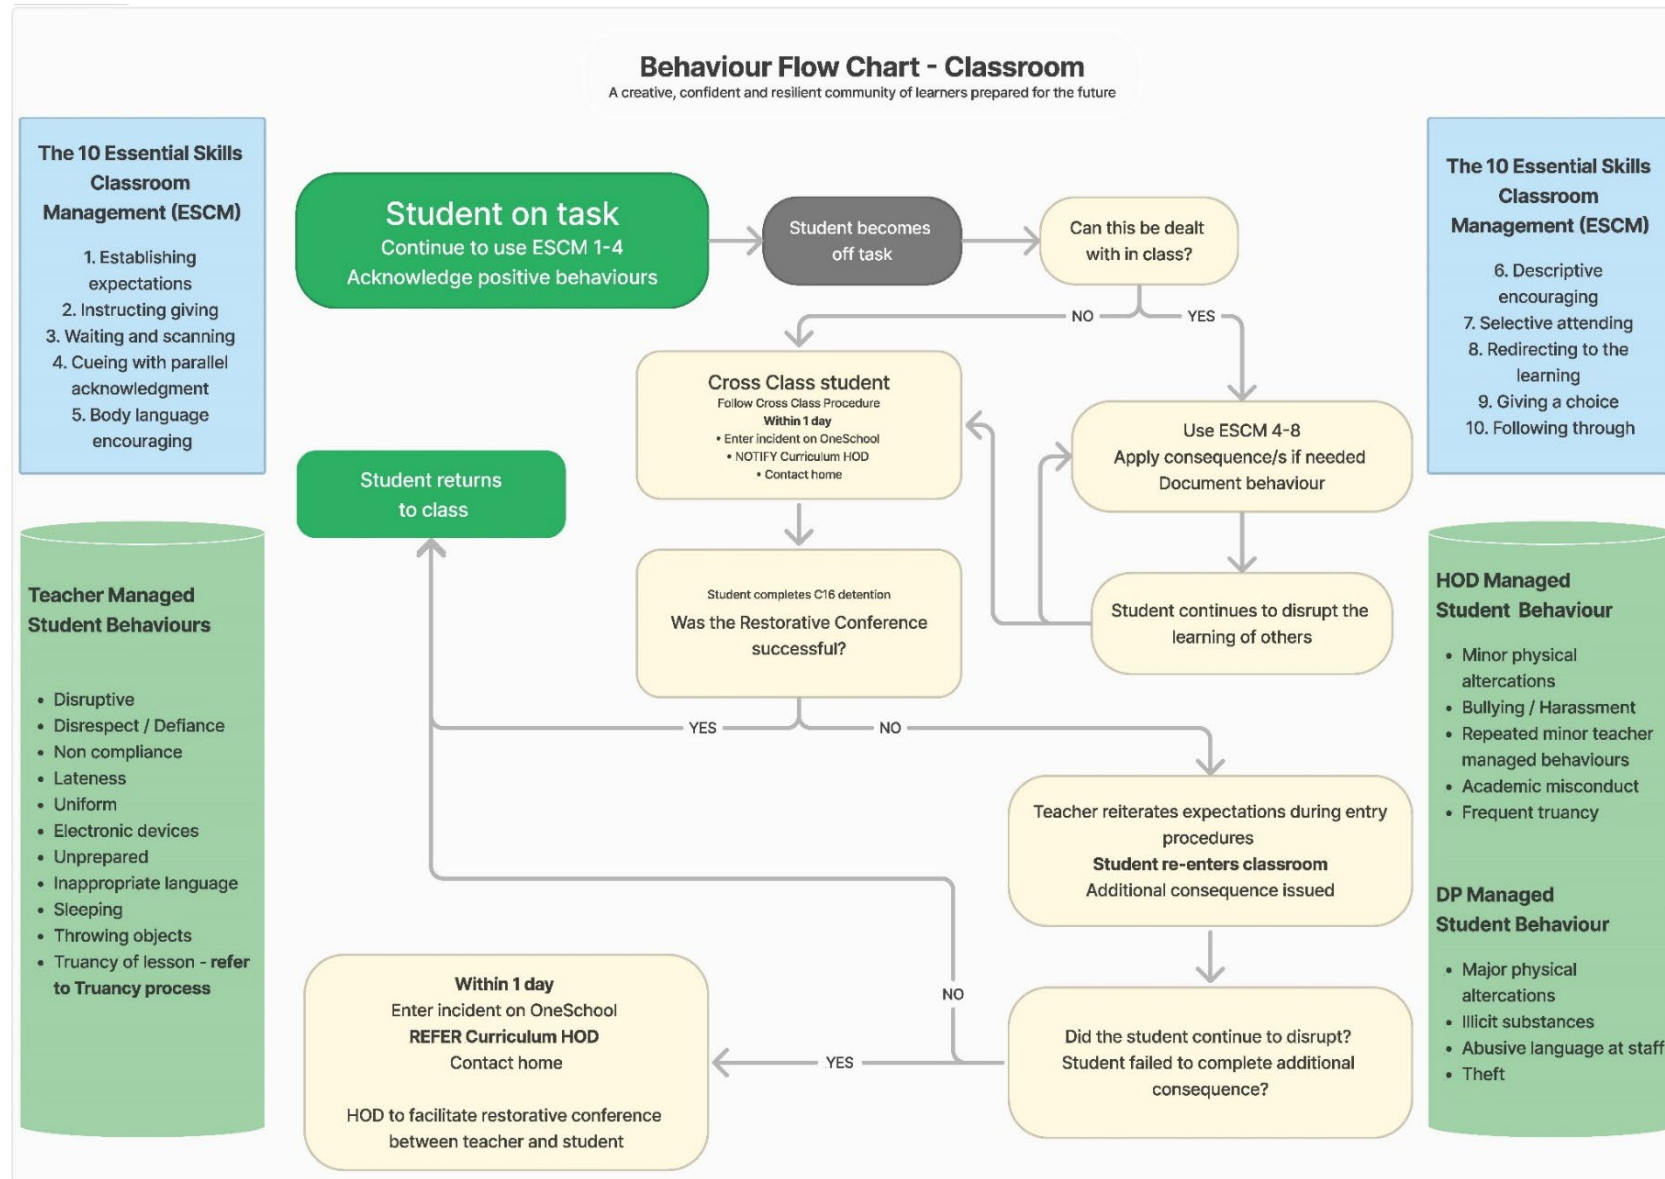 Behaviour Flow Chart - Classroom
A creative, confident and resilient community of learners prepared for the future
The 10 Essential Skills
Classroom
Management (ESCM)
1. Establishing
expectations
2. Instructing giving
3. Waiting and scanning
4. Cueing with parallel
acknowledgment
5. Body language
encouraging
Student on task
Continue to use ESCM 1-4
Acknowledge positive behaviours
Student becomes
off task
Can this be dealt
with in class?
NO
YES
The 10 Essential Skills
Classroom
Management (ESCM)
6. Descriptive
encouraging
7. Selective attending
8. Redirecting to the
learning
9. Giving a choice
10. Following through
Cross Class student
Follow Cross Class Procedure
Within 1 day
• Enter incident on OneSchool
• NOTIFY Curriculum HOD
• Contact home
Use ESCM 4-8
Apply consequence/s if needed
Document behaviour
Student returns
to class
Student completes C16 detention
Was the Restorative Conference
successful?
Student continues to disrupt the
learning of others
YES
NO
Teacher Managed
Student Behaviours
• Disruptive
• Disrespect / Defiance
• Non compliance
• Lateness
• Uniform
• Electronic devices
• Unprepared
• Inappropriate language
• Sleeping
• Throwing objects
• Truancy of lesson - refer
to Truancy process
HOD Managed
Student Behaviour
• Minor physical
altercations
• Bullying / Harassment
• Repeated minor teacher
managed behaviours
• Academic misconduct
• Frequent truancy
DP Managed
Student Behaviour
• Major physical
altercations
• Illicit substances
• Abusive language at staff
• Theft
Teacher reiterates expectations during entry
procedures
Student re-enters classroom
Additional consequence issued
Did the student continue to disrupt?
Student failed to complete additional
consequence?
NO
YES
Within 1 day
Enter incident on OneSchool
REFER Curriculum HOD
Contact home
HOD to facilitate restorative conference
between teacher and student